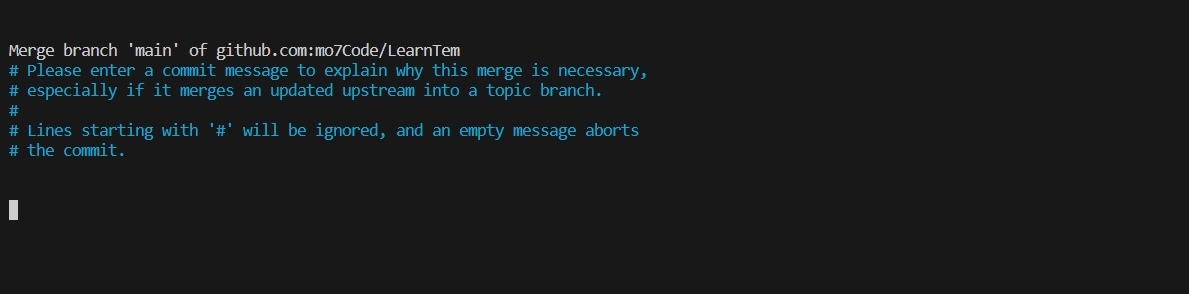 Merge branch 'main' of github.com:mo7Code/LearnTem
# Please enter a commit message to explain why this merge is necessary,
# especially if it merges an updated upstream into a topic branch.
#
# Lines starting with '#' will be ignored, and an empty message aborts
# the commit.